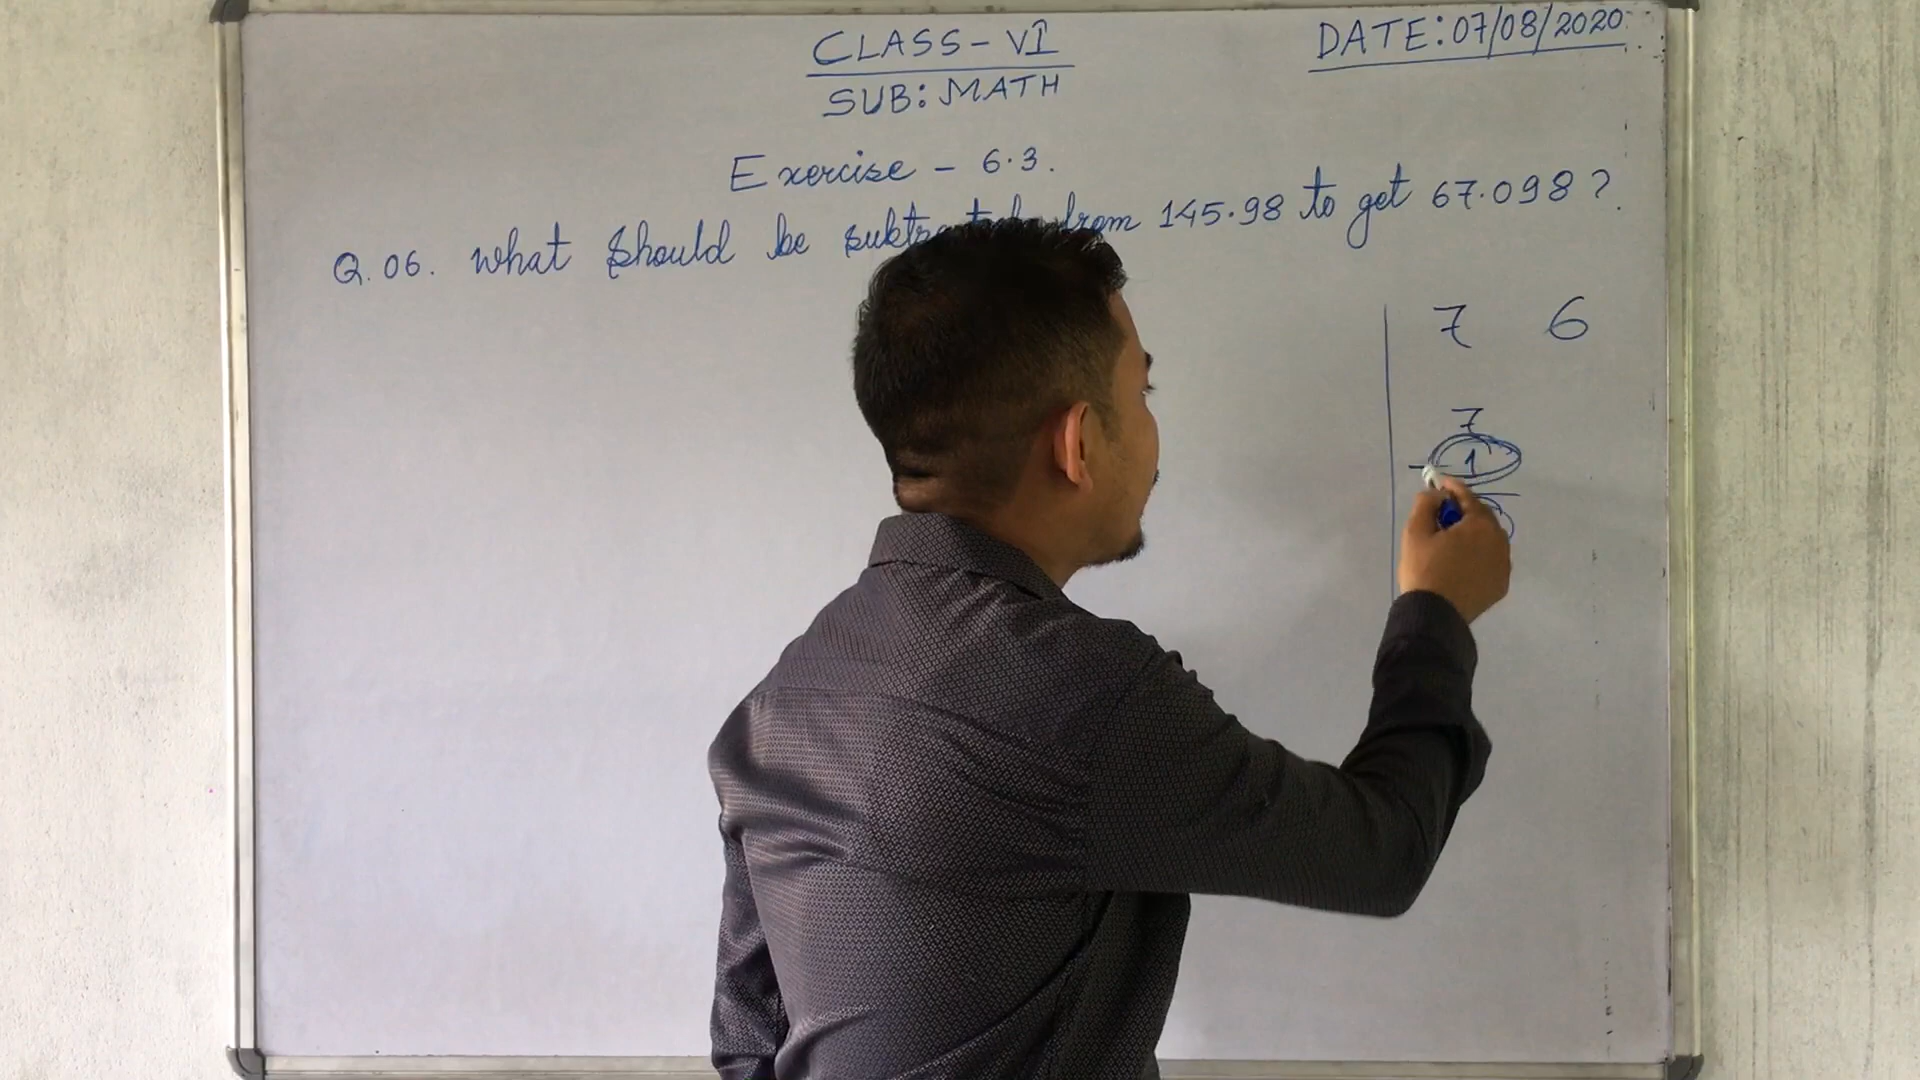 CLASS - VI
DATE: 07/08/2020
SUB: MATH
Exercise - 6.3.
Q.06. What should be from 145.98 to get 67.098?
7 6
7
- 1